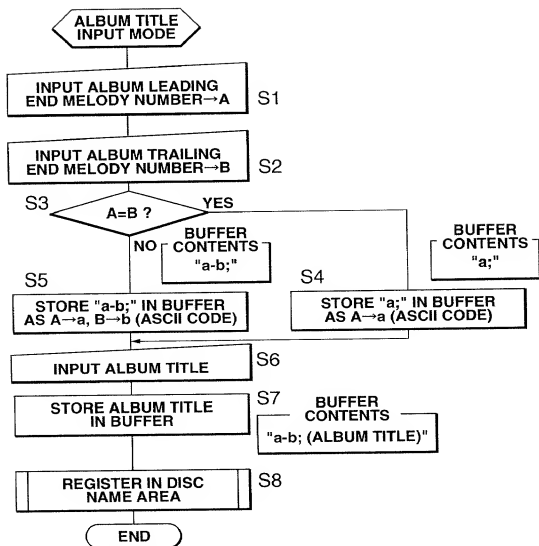 ALBUM TITLE
INPUT MODE
INPUT ALBUM LEADING
END MELODY NUMBER→A
S1
INPUT ALBUM TRAILING
END MELODY NUMBER→B
S2
S3
A=B ?
YES
NO
BUFFER
CONTENTS
"a-b;"
BUFFER
CONTENTS
"a;"
S5
STORE "a-b;" IN BUFFER
AS A→a, B→b (ASCII CODE)
S4
STORE "a;" IN BUFFER
AS A→a (ASCII CODE)
INPUT ALBUM TITLE
S6
STORE ALBUM TITLE
IN BUFFER
S7
BUFFER
CONTENTS
"a-b; (ALBUM TITLE)"
REGISTER IN DISC
NAME AREA
S8
END